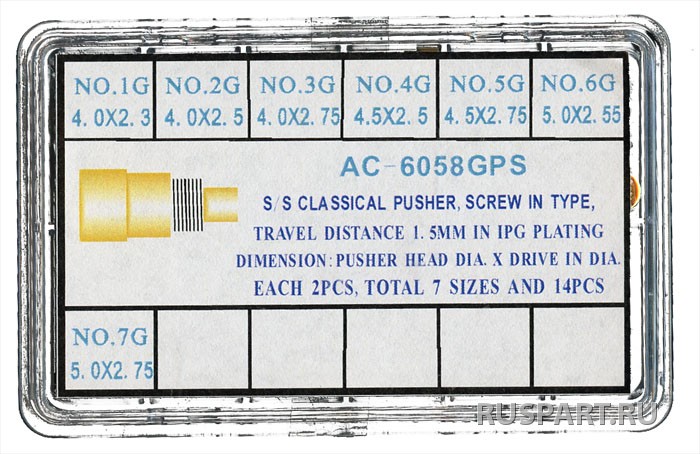 NO.1G NO.2G NO.3G NO.4G NO.5G NO.6G
4.0X2.3 4.0X2.5 4.0X2.75 4.5X2.5 4.5X2.75 5.0X2.55
AC-6058GPS
S/S CLASSICAL PUSHER, SCREW IN TYPE,
TRAVEL DISTANCE 1.5MM IN IPG PLATING
DIMENSION: PUSHER HEAD DIA. X DRIVE IN DIA.
EACH 2PCS, TOTAL 7 SIZES AND 14PCS
NO.7G
5.0X2.75
RUSPART.RU